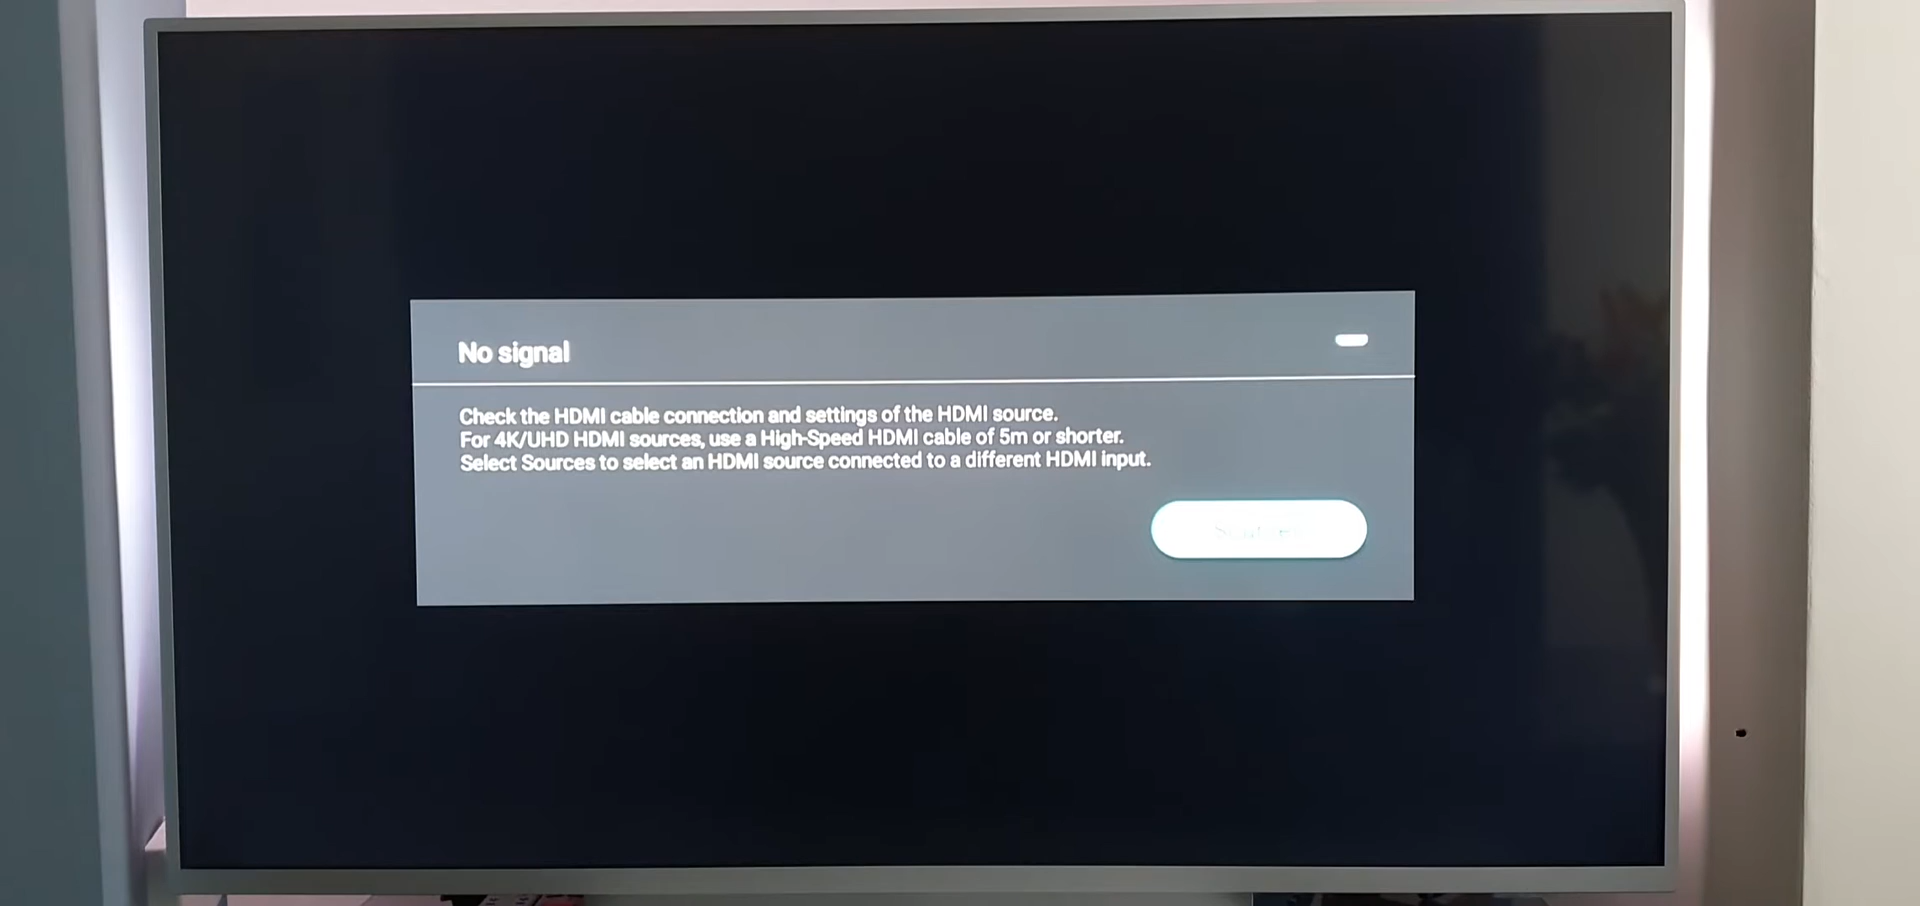 No signal
Check the HDMI cable connection and settings of the HDMI source.
For 4K/UHD HDMI sources, use a High-Speed HDMI cable of 5m or shorter.
Select Sources to select an HDMI source connected to a different HDMI input.